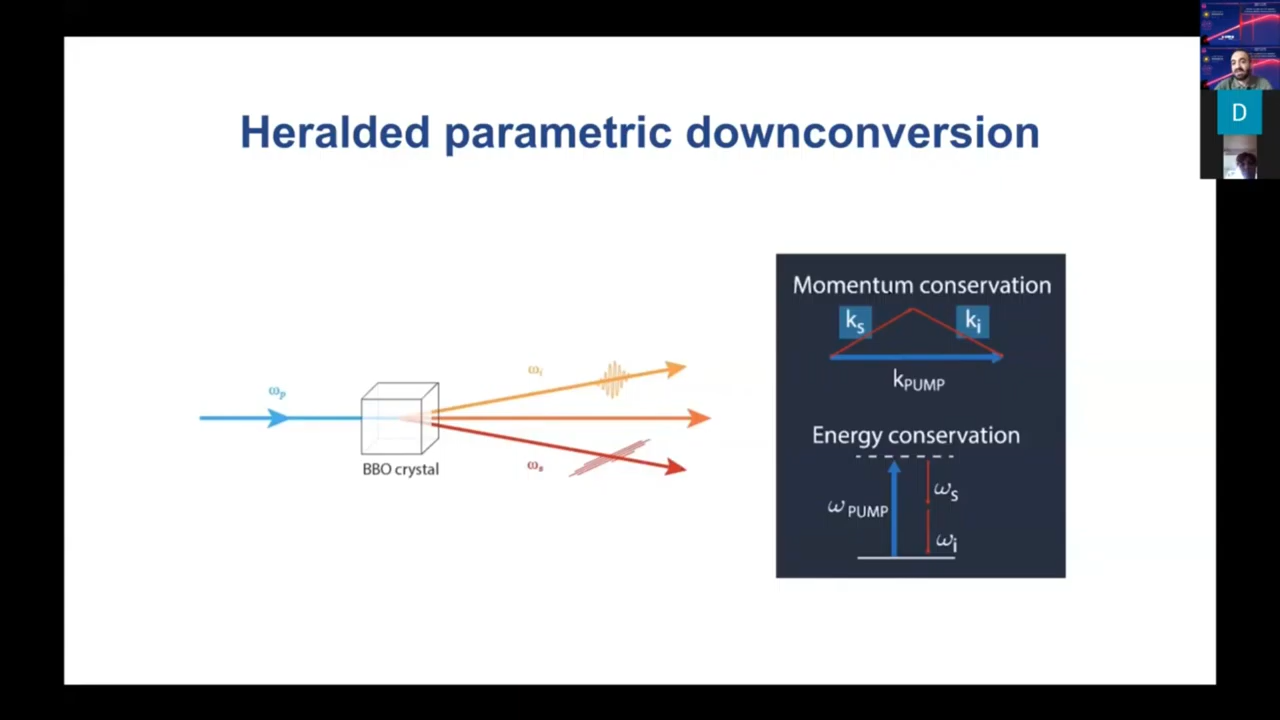 Heralded parametric downconversion
ωp
BBO crystal
ωi
ωs
Momentum conservation
ks
ki
kPUMP
Energy conservation
ωPUMP
ωs
ωi
D